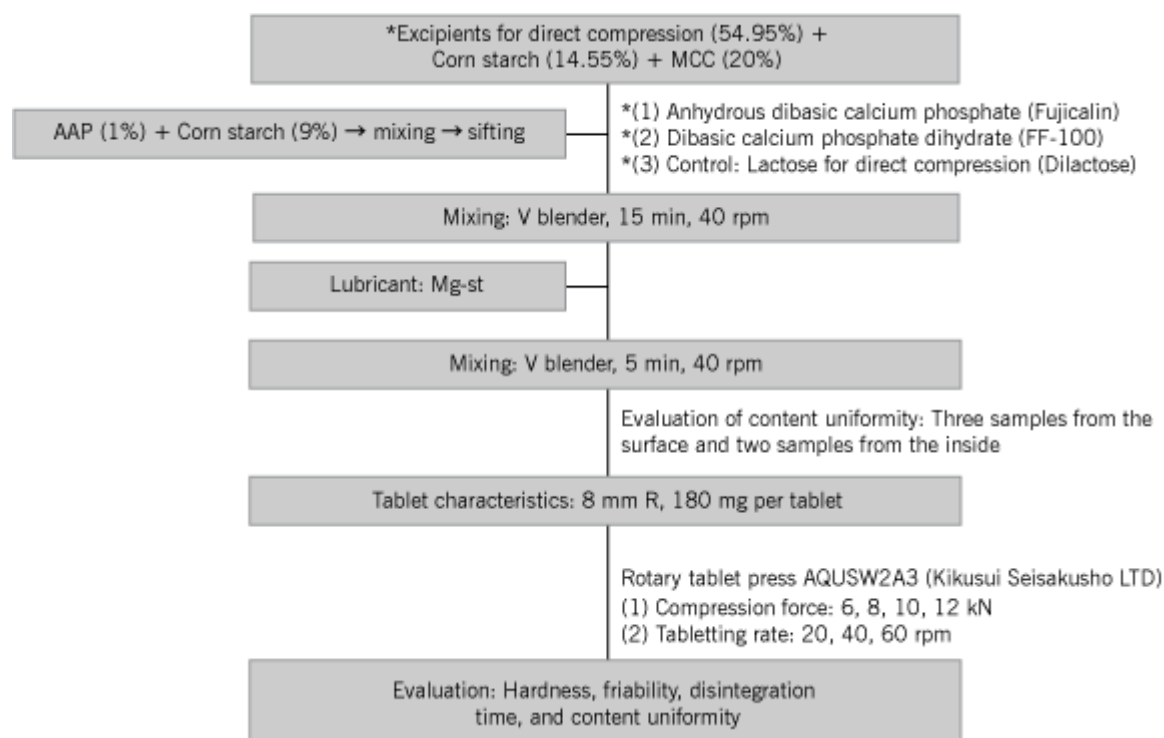 *Excipients for direct compression (54.95%) +
Corn starch (14.55%) + MCC (20%)
AAP (1%) + Corn starch (9%) → mixing → sifting
*(1) Anhydrous dibasic calcium phosphate (Fujicalin)
*(2) Dibasic calcium phosphate dihydrate (FF-100)
*(3) Control: Lactose for direct compression (Dilactose)
Mixing: V blender, 15 min, 40 rpm
Lubricant: Mg-st
Mixing: V blender, 5 min, 40 rpm
Evaluation of content uniformity: Three samples from the
surface and two samples from the inside
Tablet characteristics: 8 mm R, 180 mg per tablet
Rotary tablet press AQUSW2A3 (Kikusui Seisakusho LTD)
(1) Compression force: 6, 8, 10, 12 kN
(2) Tabletting rate: 20, 40, 60 rpm
Evaluation: Hardness, friability, disintegration
time, and content uniformity